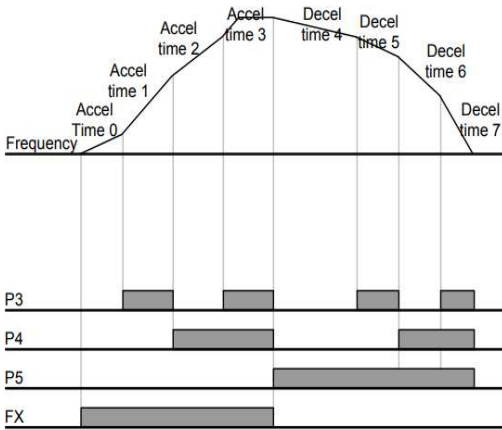 Accel
time 3
Decel
time 4
Decel
time 5
Accel
time 2
Decel
time 6
Accel
time 1
Decel
time 7
Accel
Time 0
Frequency
P3
P4
P5
FX